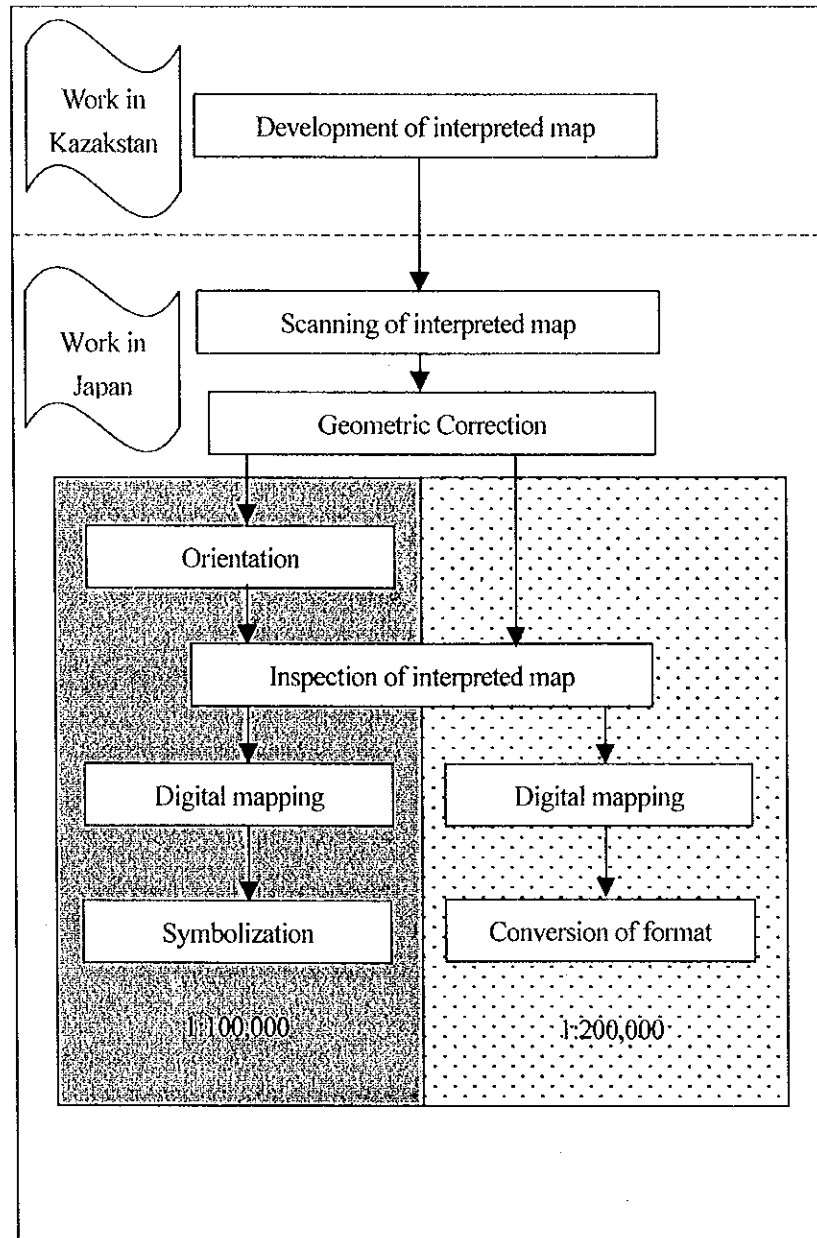 Work in
Kazakstan
Development of interpreted map
Work in
Japan
Scanning of interpreted map
Geometric Correction
Orientation
Inspection of interpreted map
Digital mapping
Digital mapping
Symbolization
Conversion of format
1:100,000
1:200,000